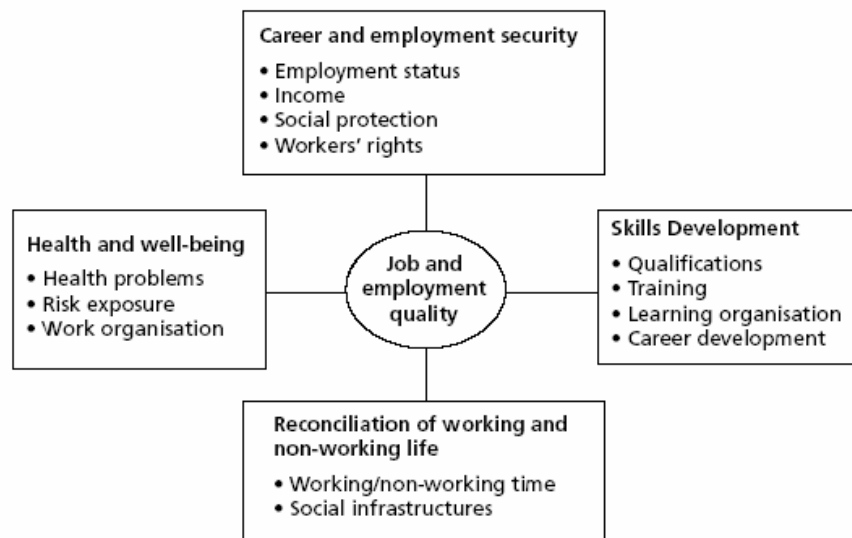 Career and employment security
• Employment status
• Income
• Social protection
• Workers' rights
Health and well-being
• Health problems
• Risk exposure
• Work organisation
Job and
employment
quality
Skills Development
• Qualifications
• Training
• Learning organisation
• Career development
Reconciliation of working and
non-working life
• Working/non-working time
• Social infrastructures